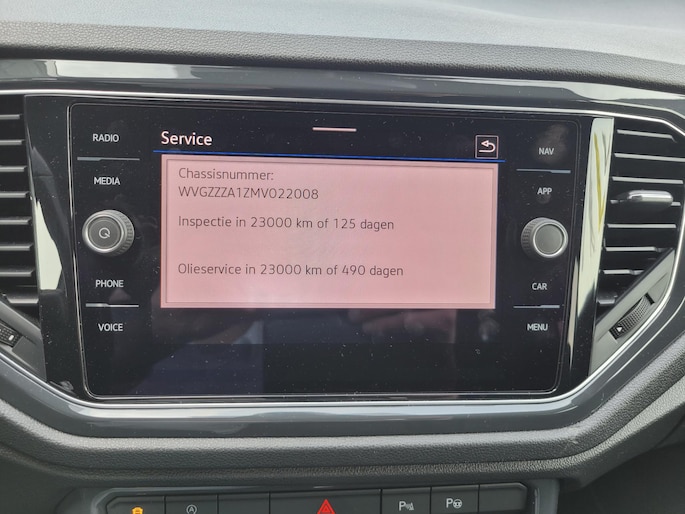 RADIO
Service
NAV
MEDIA
Chassisnummer:
WVGZZZA1ZMV022008
APP
Inspectie in 23000 km of 125 dagen
PHONE
Olieservice in 23000 km of 490 dagen
CAR
VOICE
MENU
A
P
P